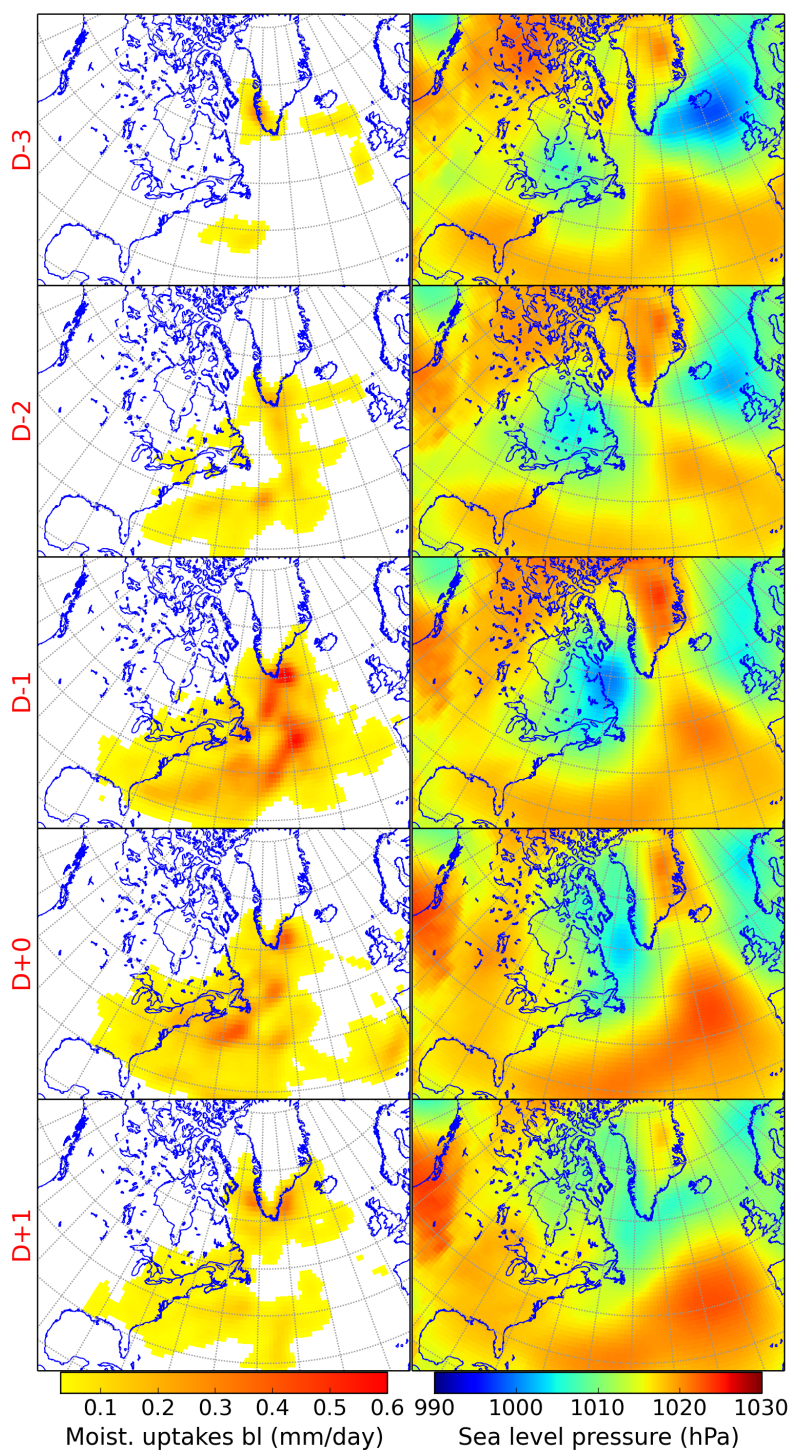 D-3
D-2
D-1
D+0
D+1
0.1 0.2 0.3 0.4 0.5 0.6
Moist. uptakes bl (mm/day)
990 1000 1010 1020 1030
Sea level pressure (hPa)